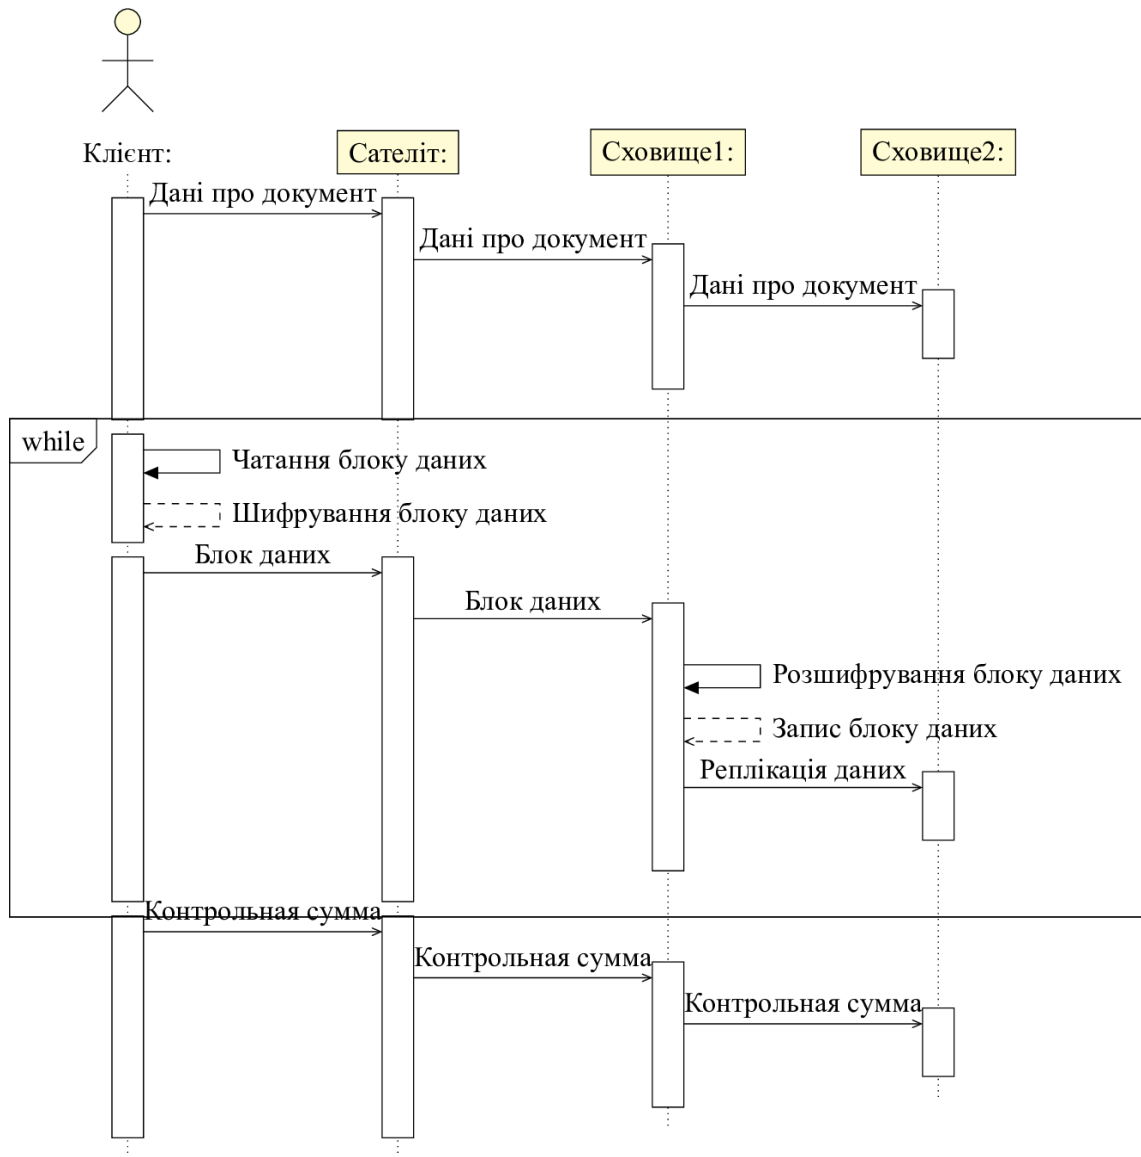 Клієнт:
Сателіт:
Сховище1:
Сховище2:
Дані про документ
Дані про документ
Дані про документ
while
Чатання блоку даних
Шифрування блоку даних
Блок даних
Блок даних
Розшифрування блоку даних
Запис блоку даних
Реплікація даних
Контрольная сумма
Контрольная сумма
Контрольная сумма